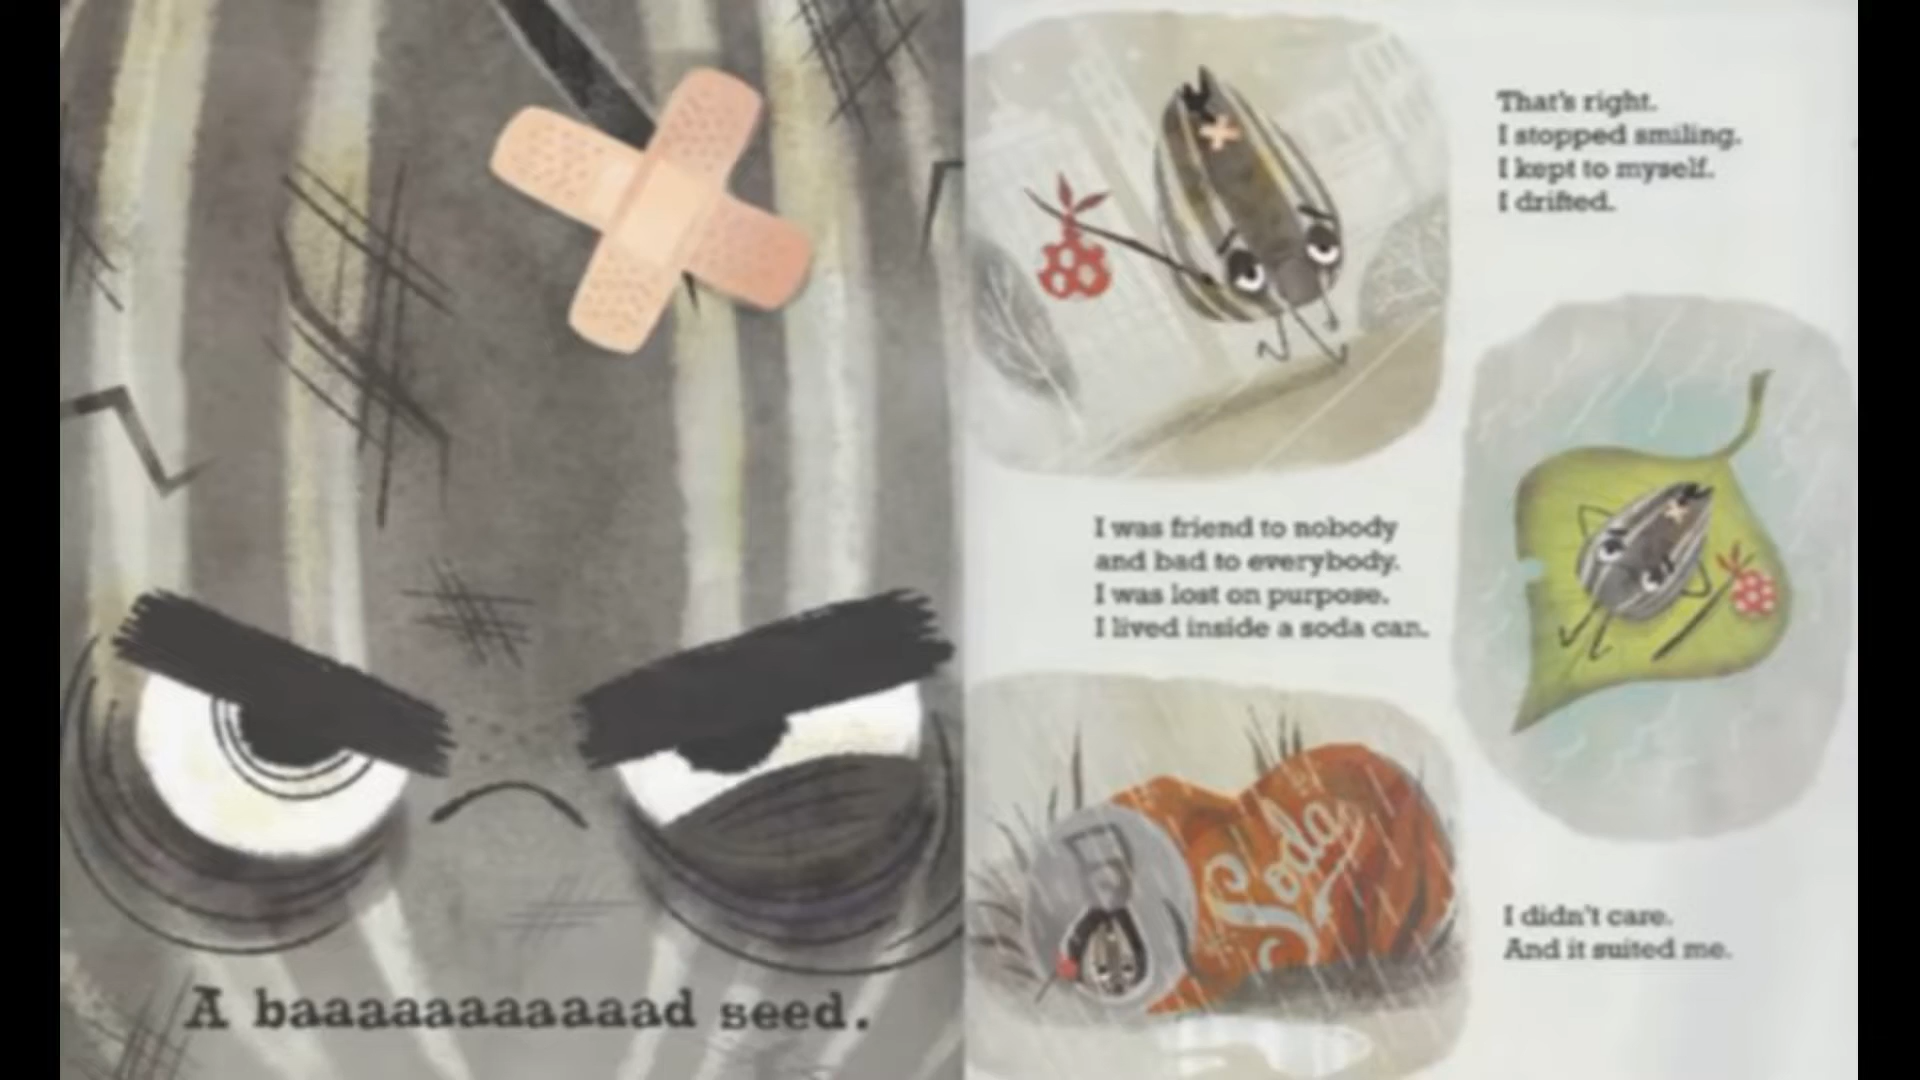 A baaaaaaaaaaaad seed.
That's right.
I stopped smiling.
I kept to myself.
I drifted.
I was friend to nobody
and bad to everybody.
I was lost on purpose.
I lived inside a soda can.
Soda
I didn't care.
And it suited me.